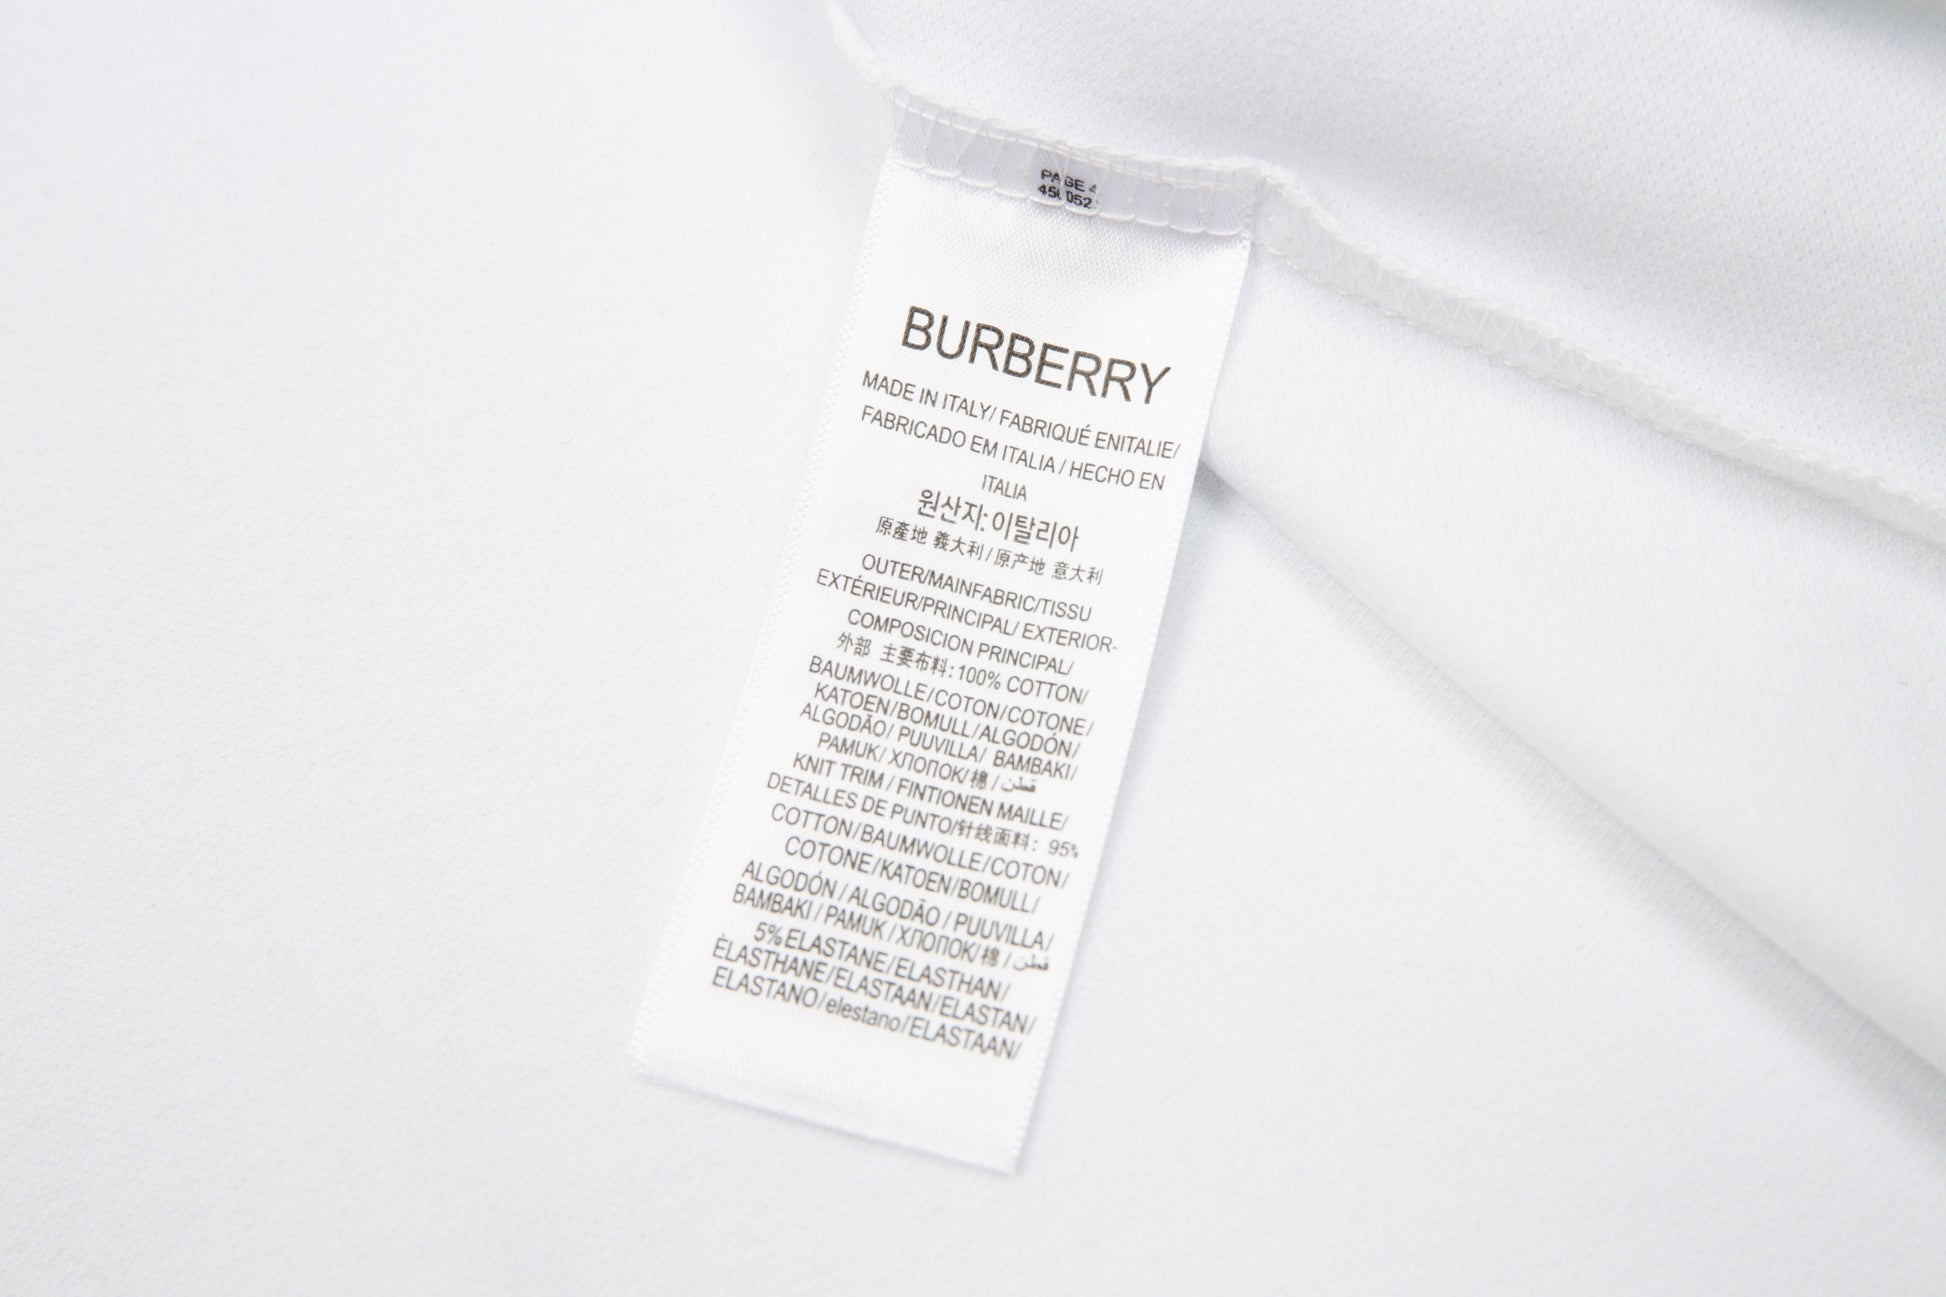 PAGE 4
BURBERRY
MADE IN ITALY/ FABRIQUÉ ENITALIE/
FABRICADO EM ITALIA / HECHO EN
ITALIA
원산지: 이탈리아
原產地 義大利 / 原产地 意大利
OUTER/MAINFABRIC/TISSU
EXTÉRIEUR/PRINCIPAL/ EXTERIOR-
COMPOSICION PRINCIPAL/
外部 主要布料: 100% COTTON/
BAUMWOLLE/COTON/COTONE/
KATOEN/BOMULL/ALGODÓN/
ALGODÃO/ PUUVILLA/ BAMBAKI/
PAMUK/ ХЛОПОК/棉 / قطن
KNIT TRIM / FINTIONEN MAILLE/
DETALLES DE PUNTO/针线面料: 95%
COTTON/BAUMWOLLE/COTON/
COTONE/KATOEN/BOMULL/
ALGODÓN / ALGODÃO / PUUVILLA/
BAMBAKI / PAMUK / ХЛОПОК/棉 / قطن
5%ELASTANE/ELASTHAN/
ÉLASTHANE/ELASTAAN/ELASTAN/
ELASTANO/elestano/ELASTAAN/